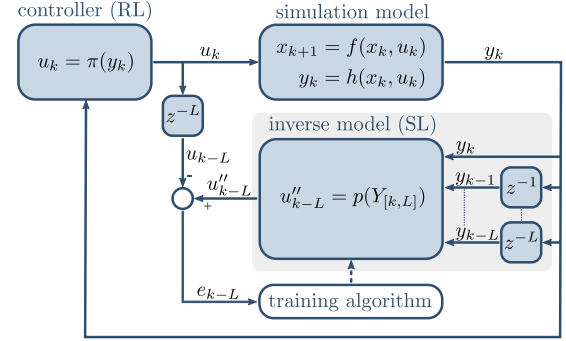 controller (RL)
simulation model
u_k = π(y_k)
u_k
x_{k+1} = f(x_k, u_k)
y_k = h(x_k, u_k)
y_k
z^{-L}
inverse model (SL)
u_{k-L}
-
u''_{k-L}
+
u''_{k-L} = p(Y_{[k,L]})
y_k
y_{k-1}
z^{-1}
y_{k-L}
z^{-L}
e_{k-L}
training algorithm